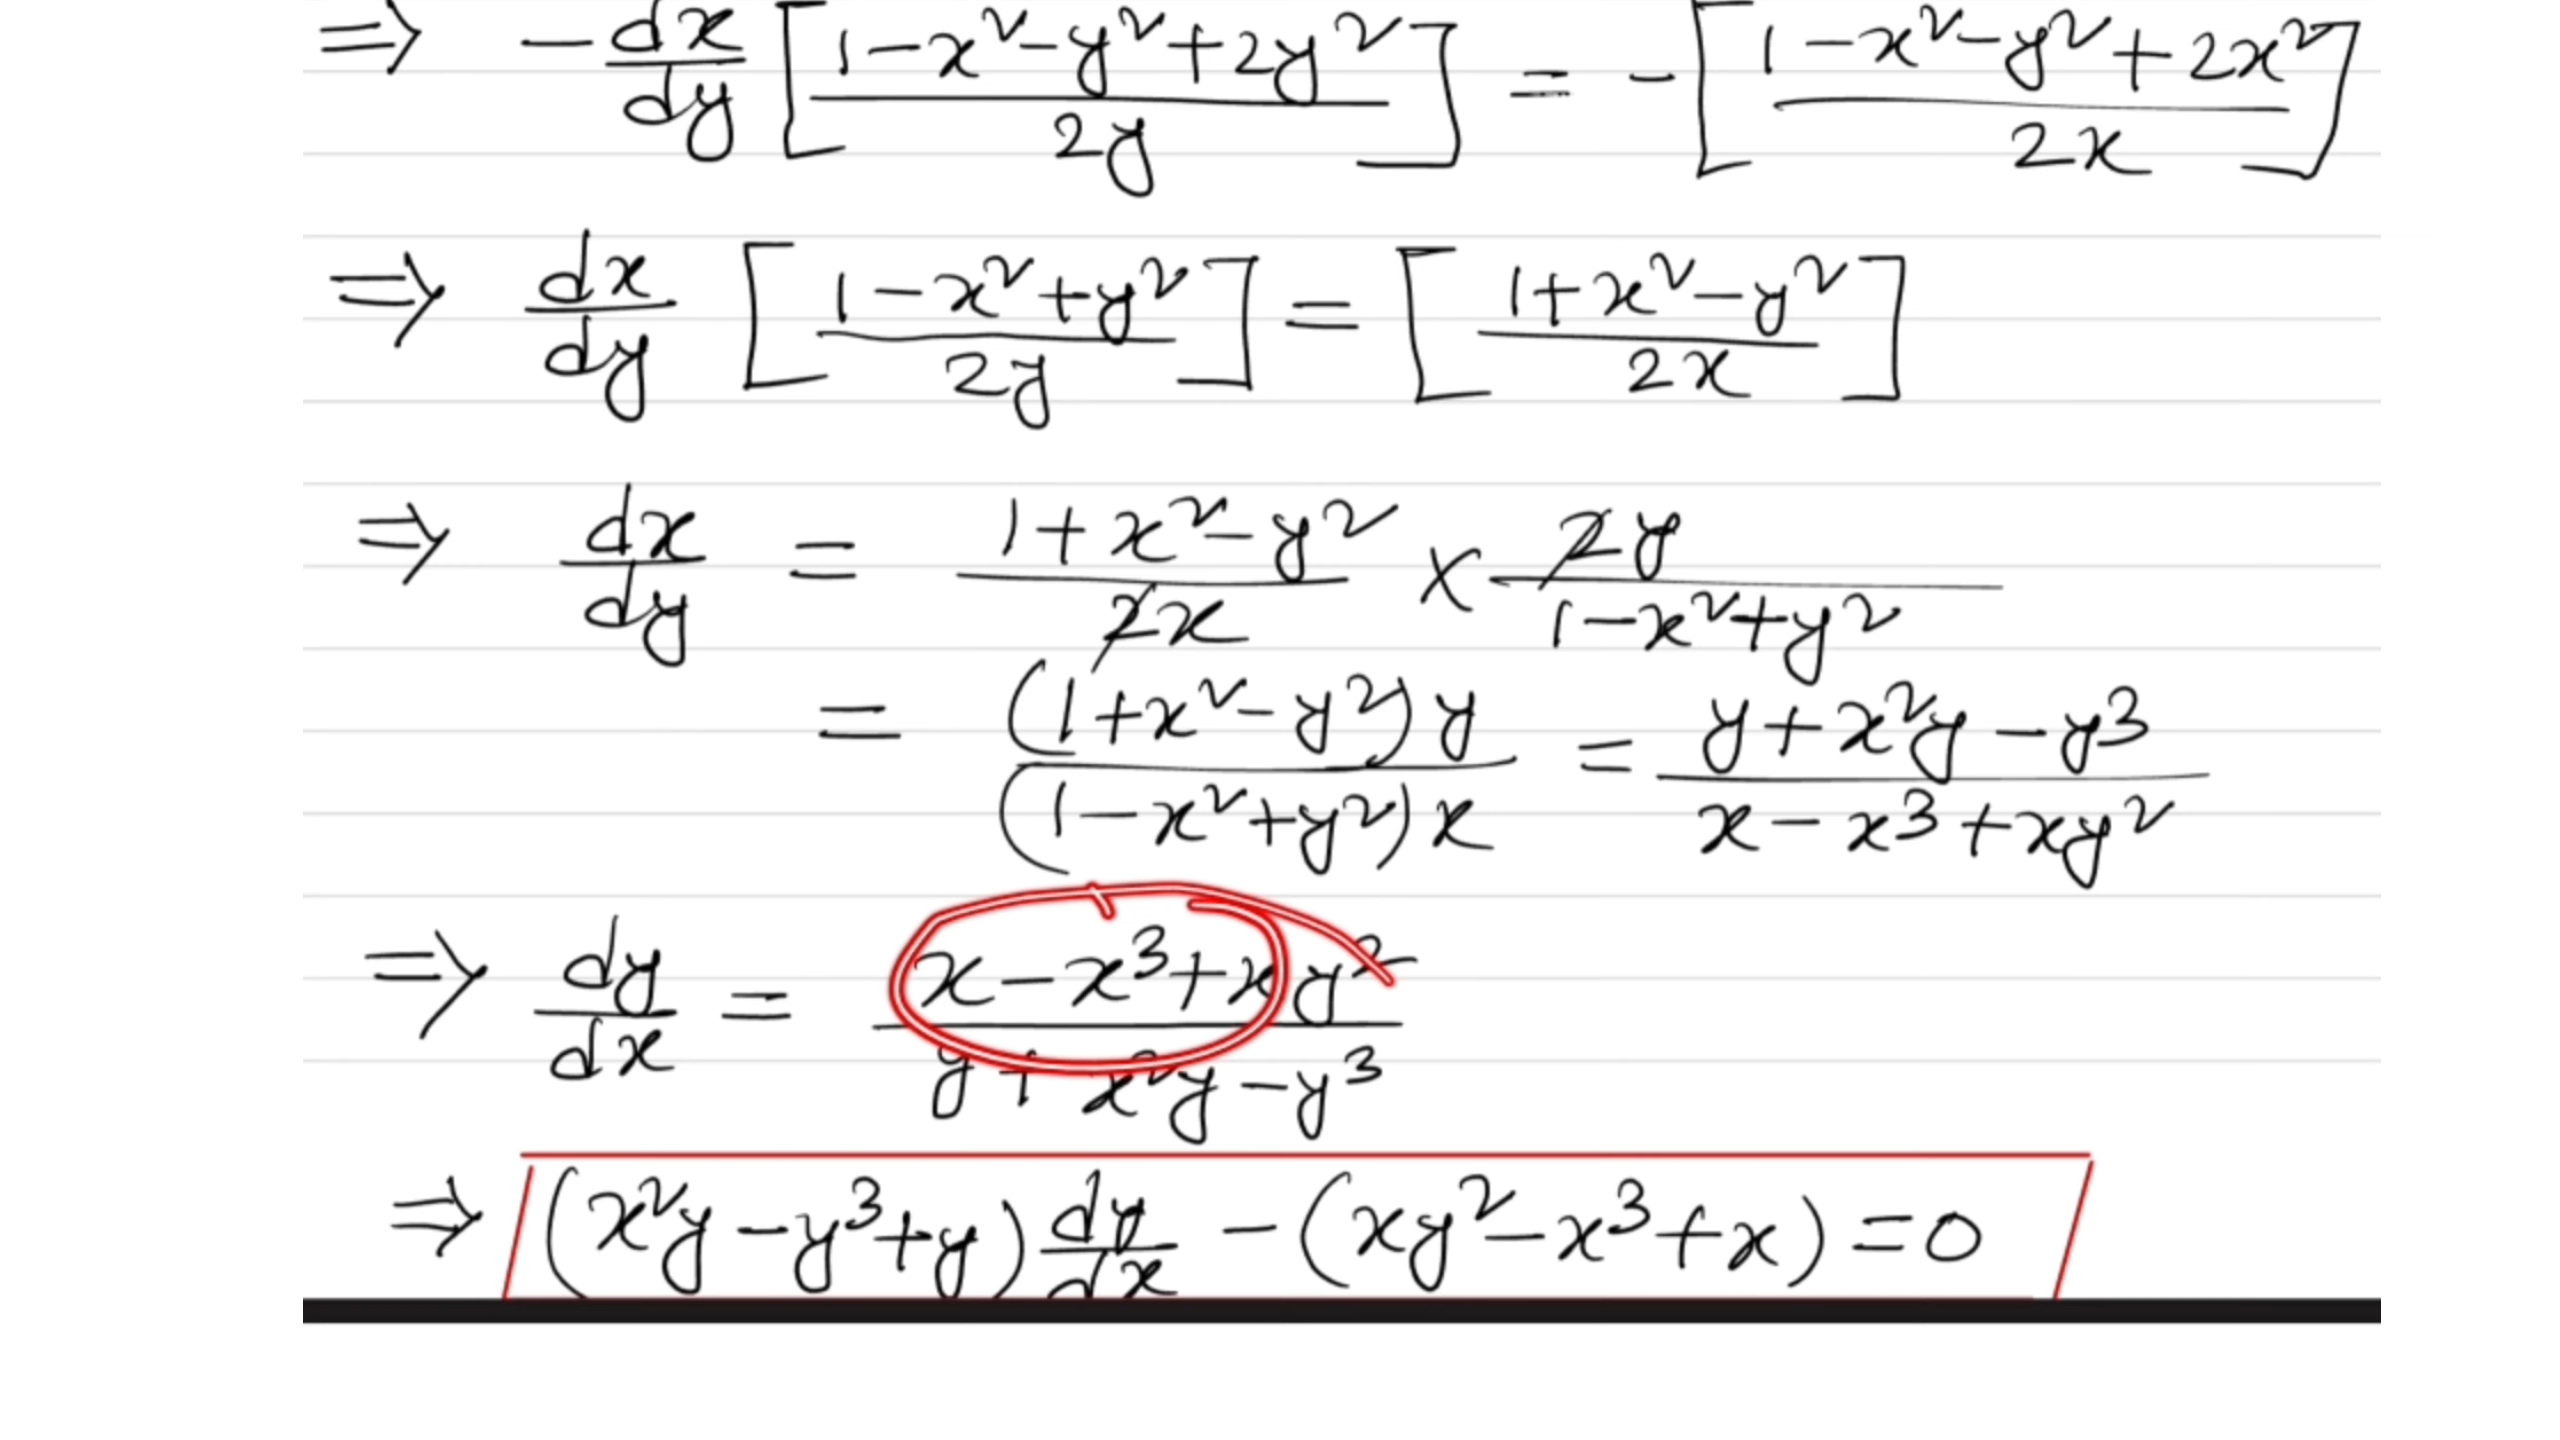 ⇒ -dx/dy [(1-x²-y²+2y²)/2y] = -[(1-x²-y²+2x²)/2x]
⇒ dx/dy [(1-x²+y²)/2y] = [(1+x²-y²)/2x]
⇒ dx/dy = (1+x²-y²)/2x × 2y/(1-x²+y²)
= (1+x²-y²)y/(1-x²+y²)x = (y+x²y-y³)/(x-x³+xy²)
⇒ dy/dx = (x-x³+xy²)/(y+x²y-y³)
⇒ (x²y-y³+y) dy/dx - (xy²-x³+x) = 0